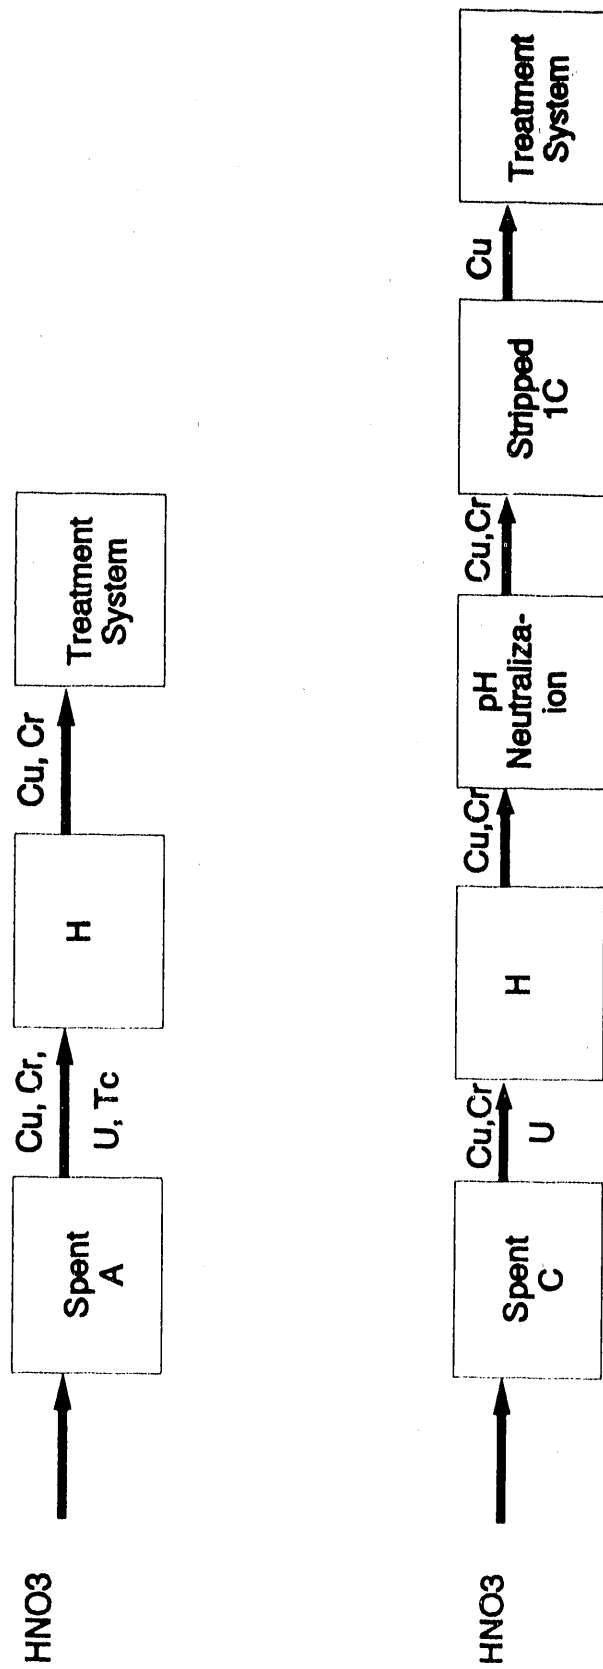 HNO3
Spent
A
Cu, Cr,
U, Tc
H
Cu, Cr
Treatment
System
HNO3
Spent
C
Cu,Cr
U
H
Cu,Cr
pH
Neutraliza-
ion
Cu,Cr
Stripped
1C
Cu
Treatment
System